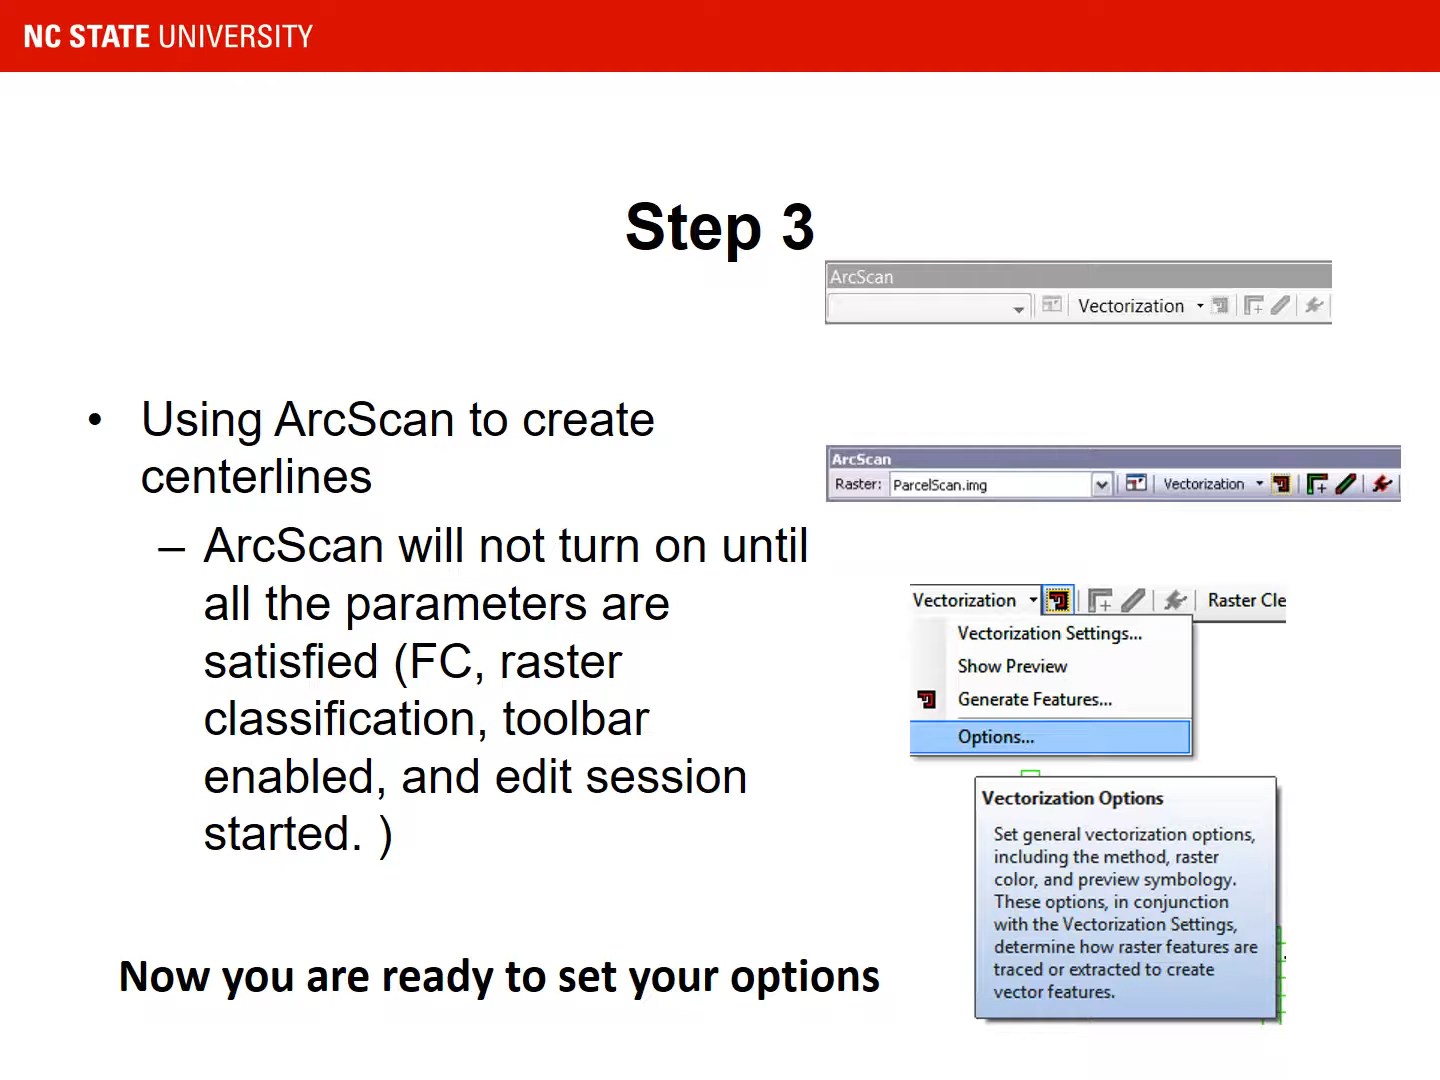 NC STATE UNIVERSITY
Step 3
ArcScan
Vectorization
• Using ArcScan to create
centerlines
– ArcScan will not turn on until
all the parameters are
satisfied (FC, raster
classification, toolbar
enabled, and edit session
started. )
ArcScan
Raster: ParcelScan.img Vectorization
Vectorization Raster Cle
Vectorization Settings...
Show Preview
Generate Features...
Options...
Vectorization Options
Set general vectorization options,
including the method, raster
color, and preview symbology.
These options, in conjunction
with the Vectorization Settings,
determine how raster features are
traced or extracted to create
vector features.
Now you are ready to set your options